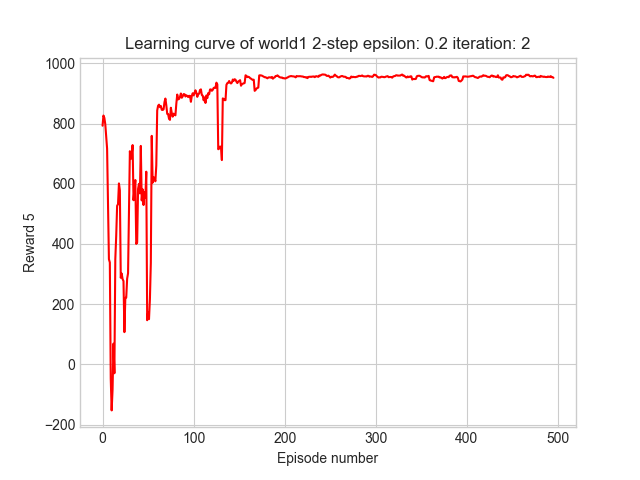 Learning curve of world1 2-step epsilon: 0.2 iteration: 2
1000
800
600
400
200
0
−200
Reward 5
0 100 200 300 400 500
Episode number